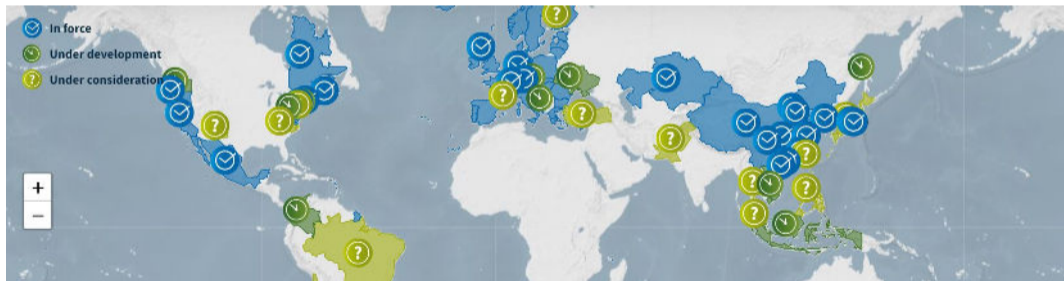 In force
Under development
Under consideration
+
−